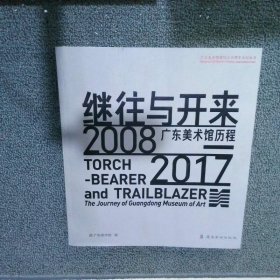 继往与开来
2008 广东美术馆历程
TORCH 2017
-BEARER
and TRAILBLAZER
The Journey of Guangdong Museum of Art